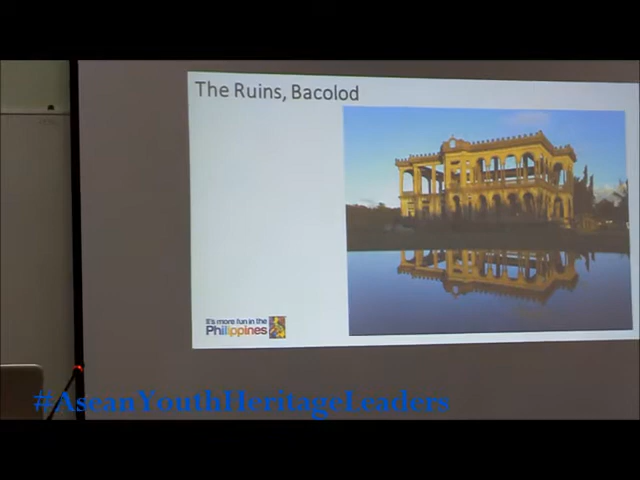 The Ruins, Bacolod
It's more fun in the
Philippines
#AseanYouthHeritageLeaders